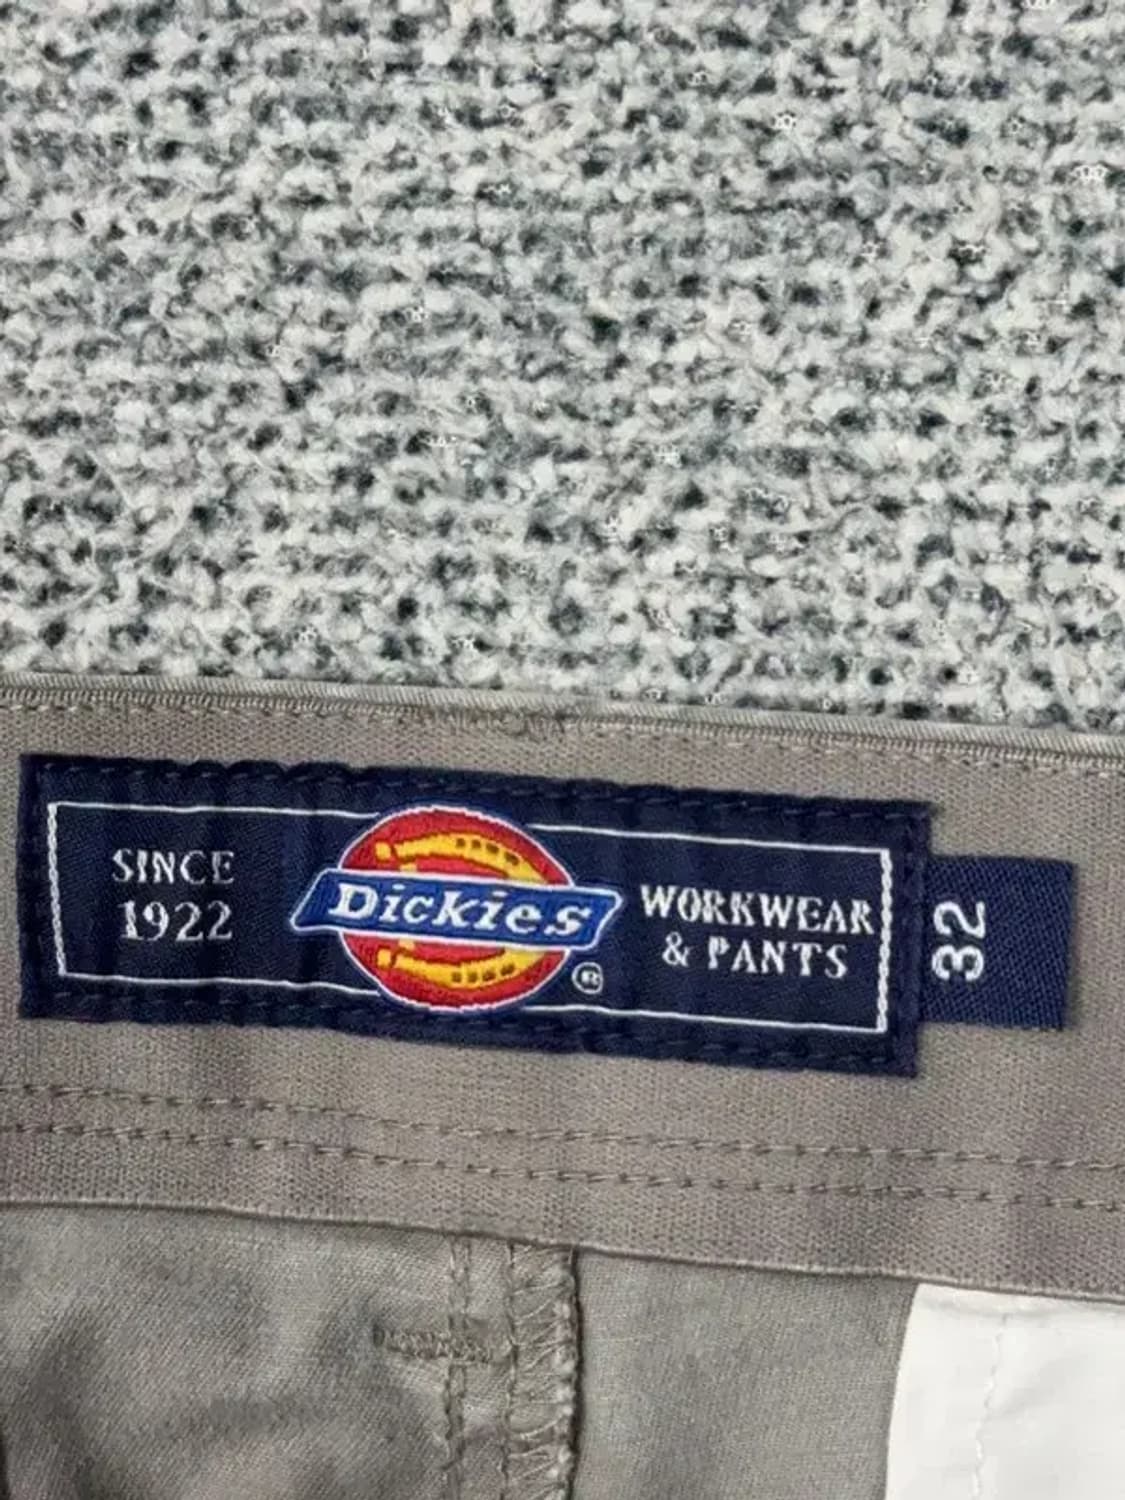 SINCE
1922
Dickies
®
WORKWEAR
& PANTS
32